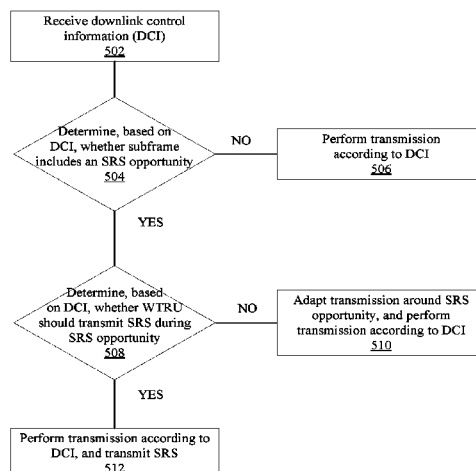 Receive downlink control
information (DCI)
502
Determine, based on
DCI, whether subframe
includes an SRS opportunity
504
NO
Perform transmission
according to DCI
506
YES
Determine, based
on DCI, whether WTRU
should transmit SRS during
SRS opportunity
508
NO
Adapt transmission around SRS
opportunity, and perform
transmission according to DCI
510
YES
Perform transmission according to
DCI, and transmit SRS
512